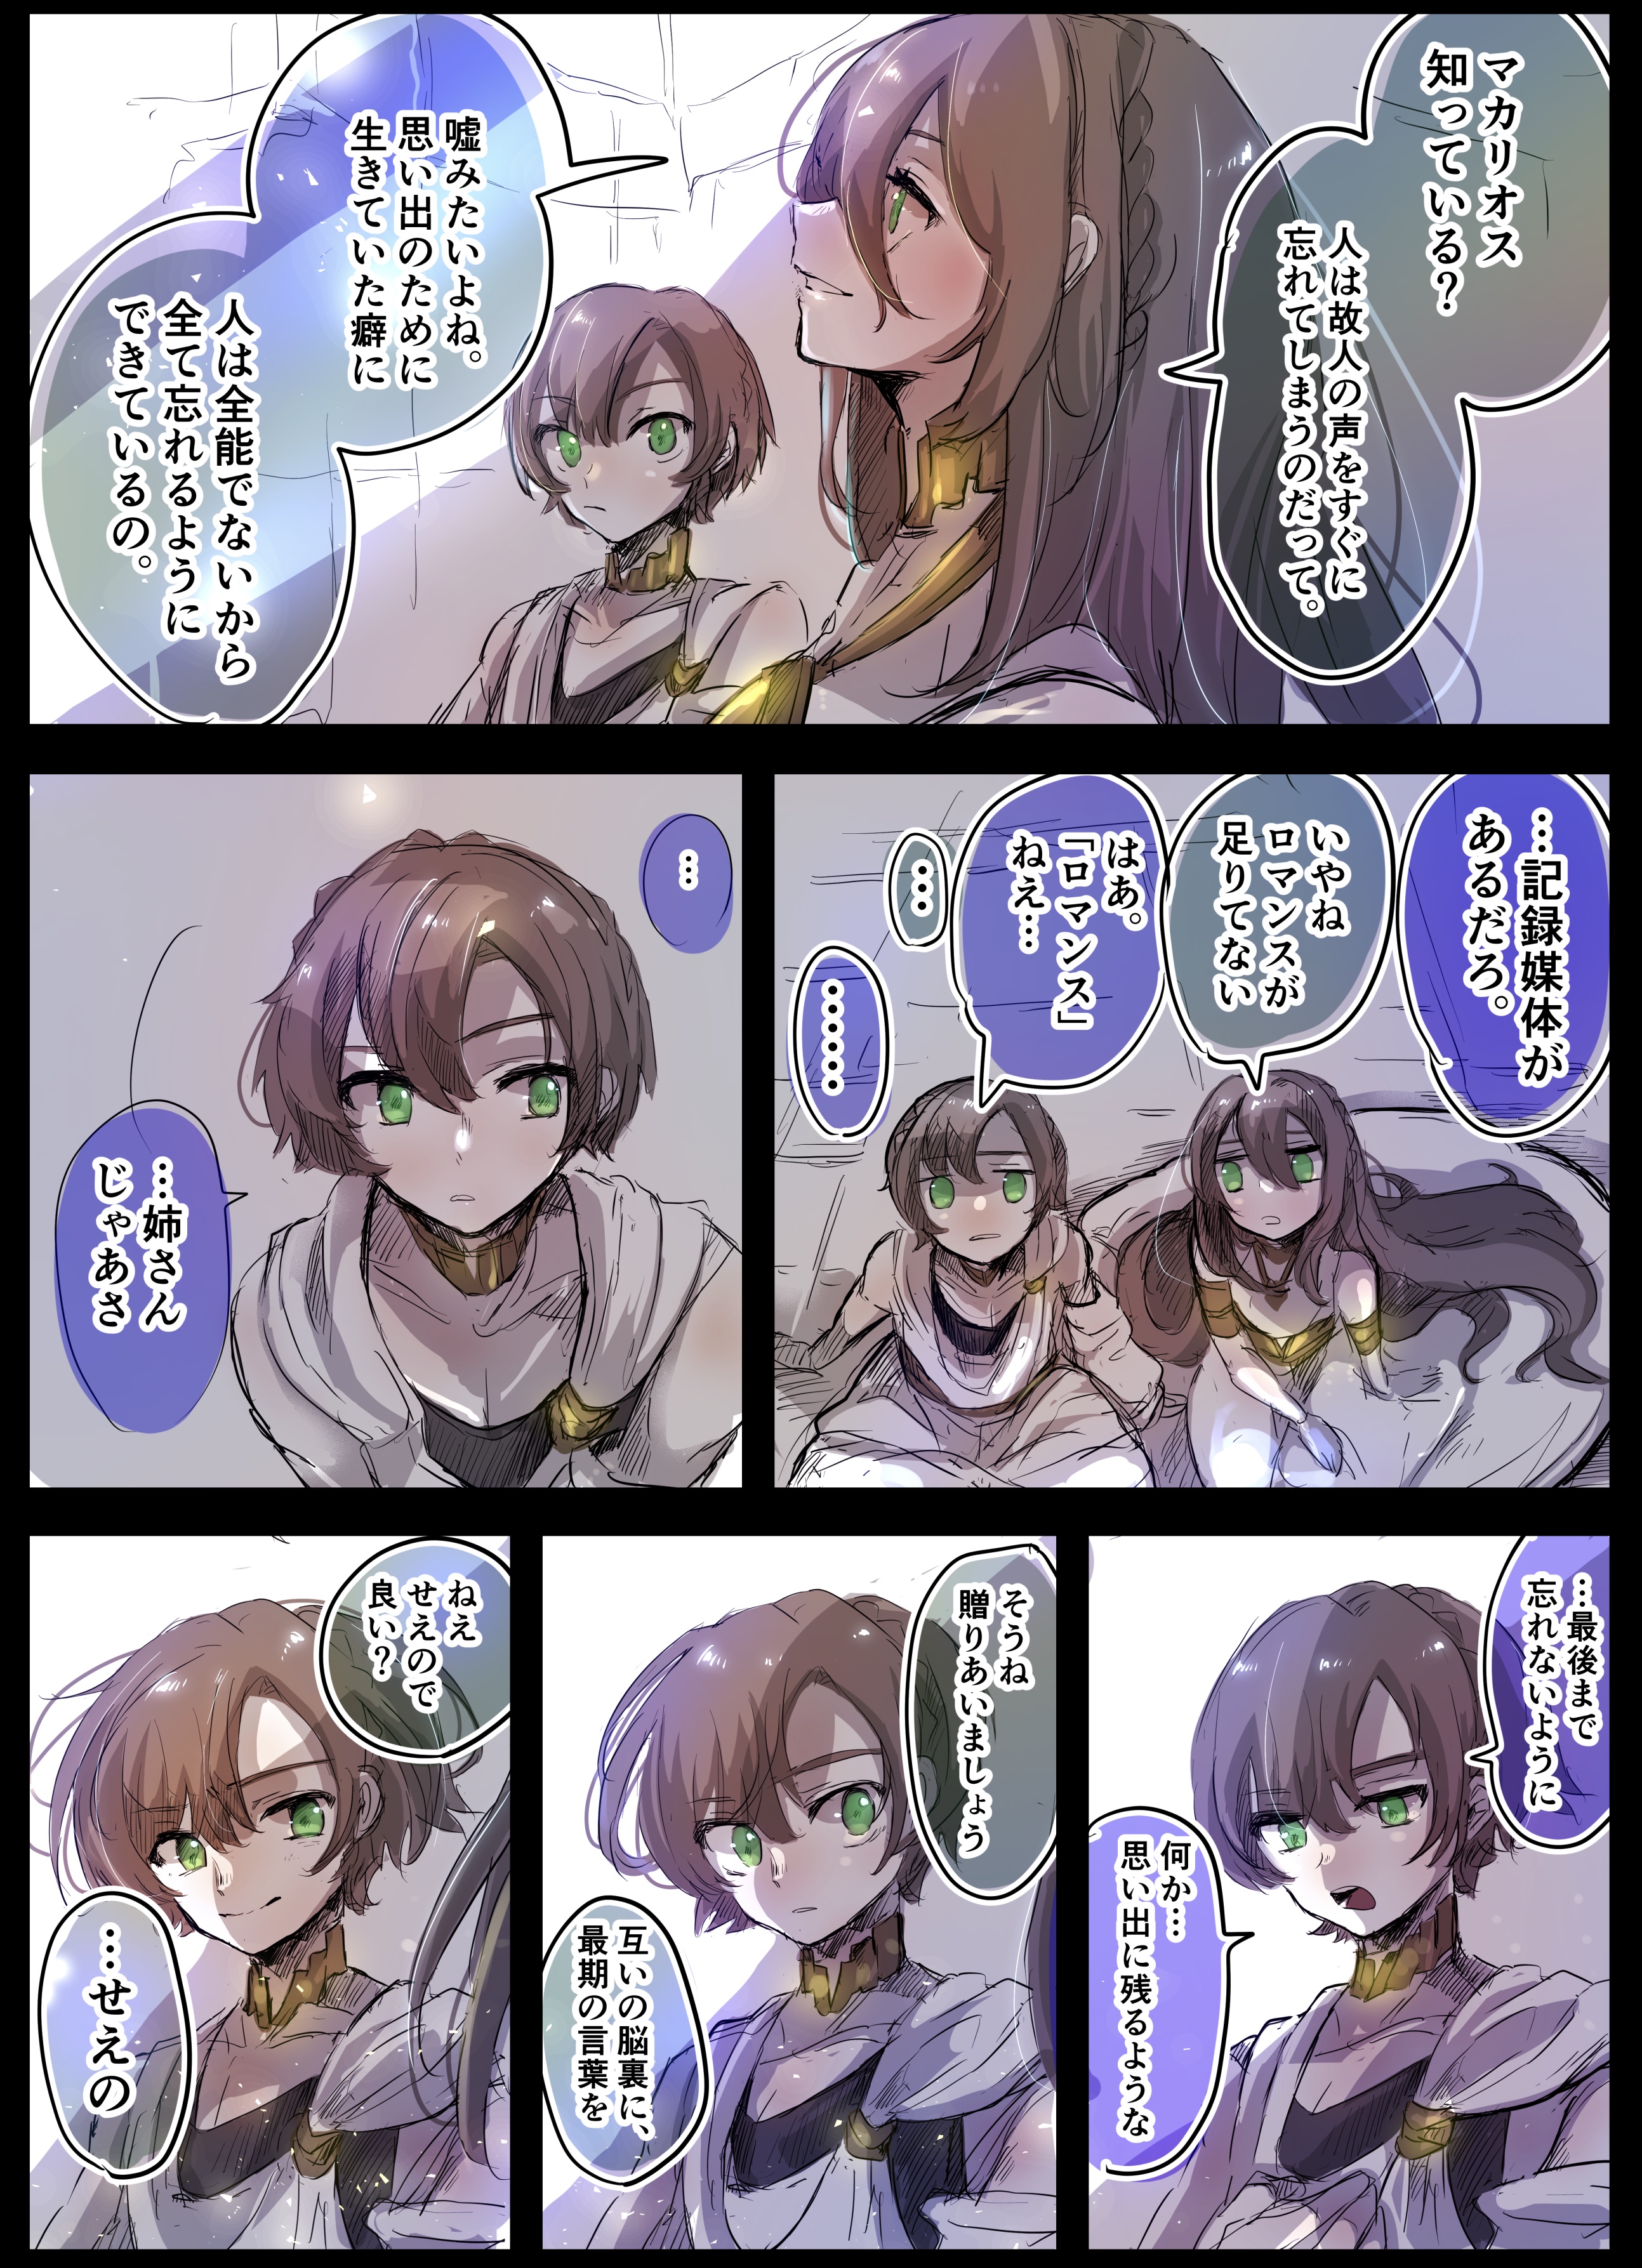 マカリオス
知っている？
人は故人の声をすぐに
忘れてしまうのだって。
嘘みたいよね。
思い出のために
生きていた癖に
人は全能でないから
全て忘れるように
できているの。
…記録媒体が
あるだろ。
いやね
ロマンスが
足りてない
はあ。
「ロマンス」
ねえ…
…
……
…
…姉さん
じゃあさ
…最後まで
忘れないように
何か…
思い出に残るような
そうね
贈りあいましょう
互いの脳裏に、
最期の言葉を
ねえ
せえので
良い？
…せえの